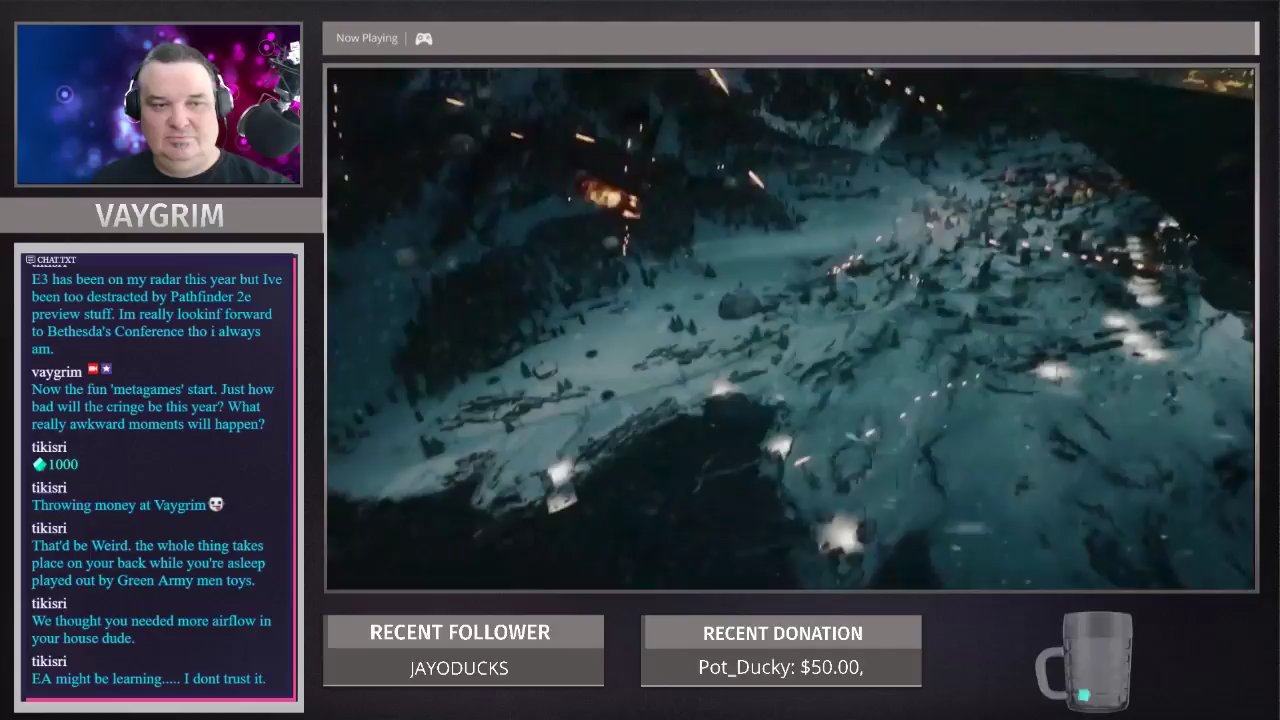 Now Playing
VAYGRIM
CHAT.TXT
E3 has been on my radar this year but Ive
been too destracted by Pathfinder 2e
preview stuff. Im really lookinf forward
to Bethesda's Conference tho i always
am.
vaygrim
Now the fun 'metagames' start. Just how
bad will the cringe be this year? What
really awkward moments will happen?
tikisri
1000
tikisri
Throwing money at Vaygrim
tikisri
That'd be Weird. the whole thing takes
place on your back while you're asleep
played out by Green Army men toys.
tikisri
We thought you needed more airflow in
your house dude.
tikisri
EA might be learning..... I dont trust it.
RECENT FOLLOWER
JAYODUCKS
RECENT DONATION
Pot_Ducky: $50.00,